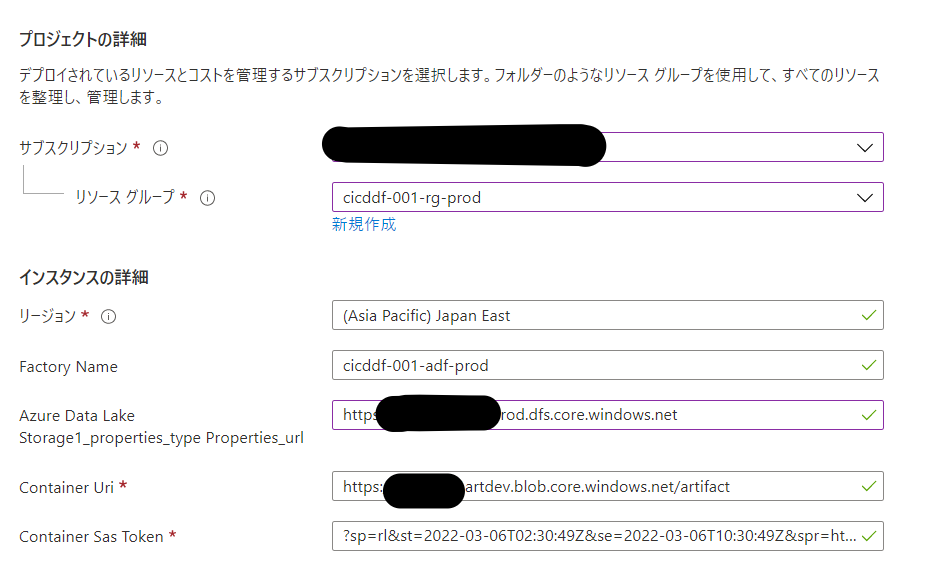 プロジェクトの詳細
デプロイされているリソースとコストを管理するサブスクリプションを選択します。フォルダーのようなリソース グループを使用して、すべてのリソース
を整理し、管理します。
サブスクリプション *
リソース グループ *
cicddf-001-rg-prod
新規作成
インスタンスの詳細
リージョン *
(Asia Pacific) Japan East
Factory Name
cicddf-001-adf-prod
Azure Data Lake
Storage1_properties_type Properties_url
https rod.dfs.core.windows.net
Container Uri *
https: artdev.blob.core.windows.net/artifact
Container Sas Token *
?sp=rl&st=2022-03-06T02:30:49Z&se=2022-03-06T10:30:49Z&spr=ht...